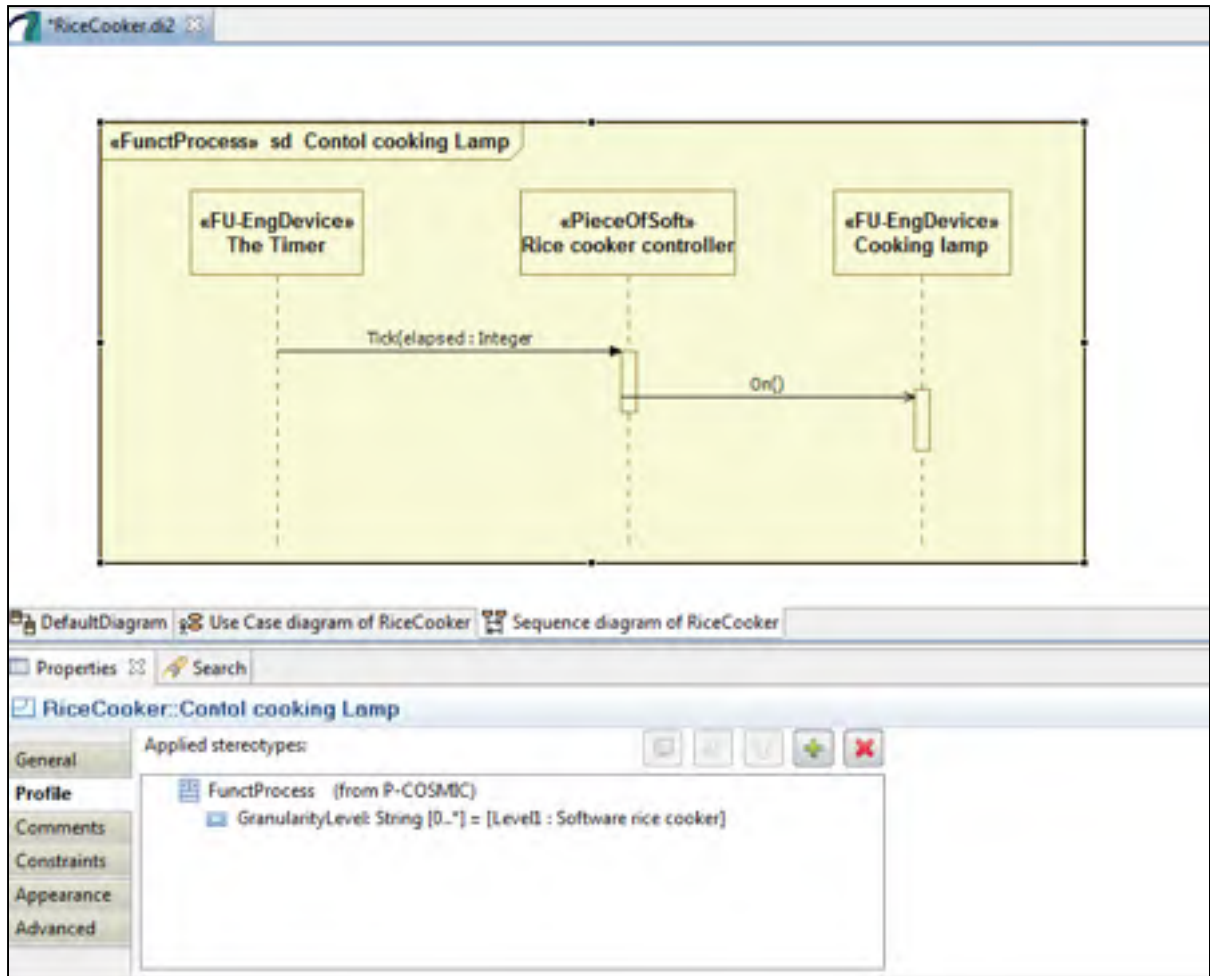 *RiceCooker.di2
«FunctProcess» sd Contol cooking Lamp
«FU-EngDevice»
The Timer
«PieceOfSoft»
Rice cooker controller
«FU-EngDevice»
Cooking lamp
Tick(elapsed : Integer
On()
DefaultDiagram Use Case diagram of RiceCooker Sequence diagram of RiceCooker
Properties Search
RiceCooker::Contol cooking Lamp
General
Profile
Comments
Constraints
Appearance
Advanced
Applied stereotypes:
FunctProcess (from P-COSMIC)
GranularityLevel: String [0..*] = [Level1 : Software rice cooker]